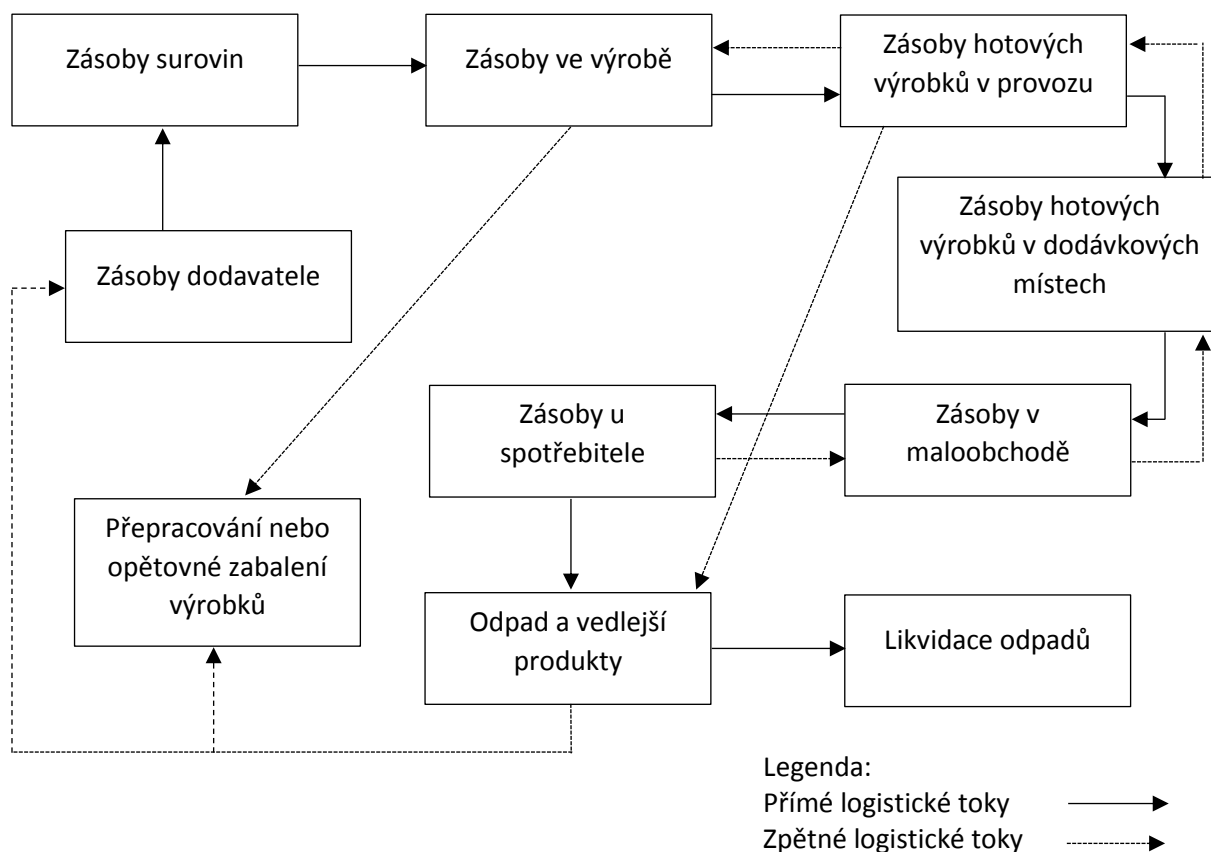 Zásoby surovin
Zásoby ve výrobě
Zásoby hotových
výrobků v provozu
Zásoby hotových
výrobků v dodávkových
místech
Zásoby dodavatele
Zásoby u
spotřebitele
Zásoby v
maloobchodě
Přepracování nebo
opětovné zabalení
výrobků
Odpad a vedlejší
produkty
Likvidace odpadů
Legenda:
Přímé logistické toky
Zpětné logistické toky